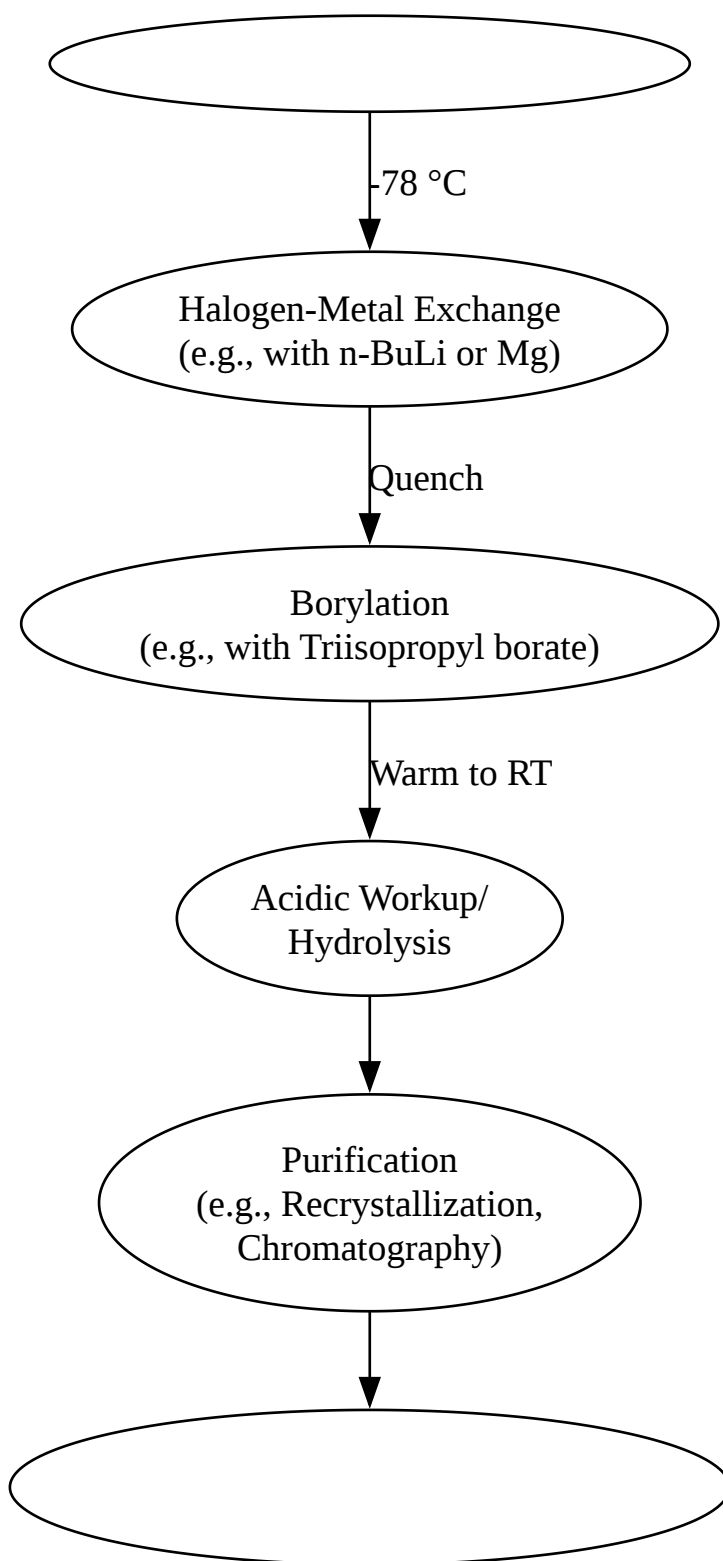 -78 °C
Halogen-Metal Exchange
(e.g., with n-BuLi or Mg)
Quench
Borylation
(e.g., with Triisopropyl borate)
Warm to RT
Acidic Workup/
Hydrolysis
Purification
(e.g., Recrystallization,
Chromatography)